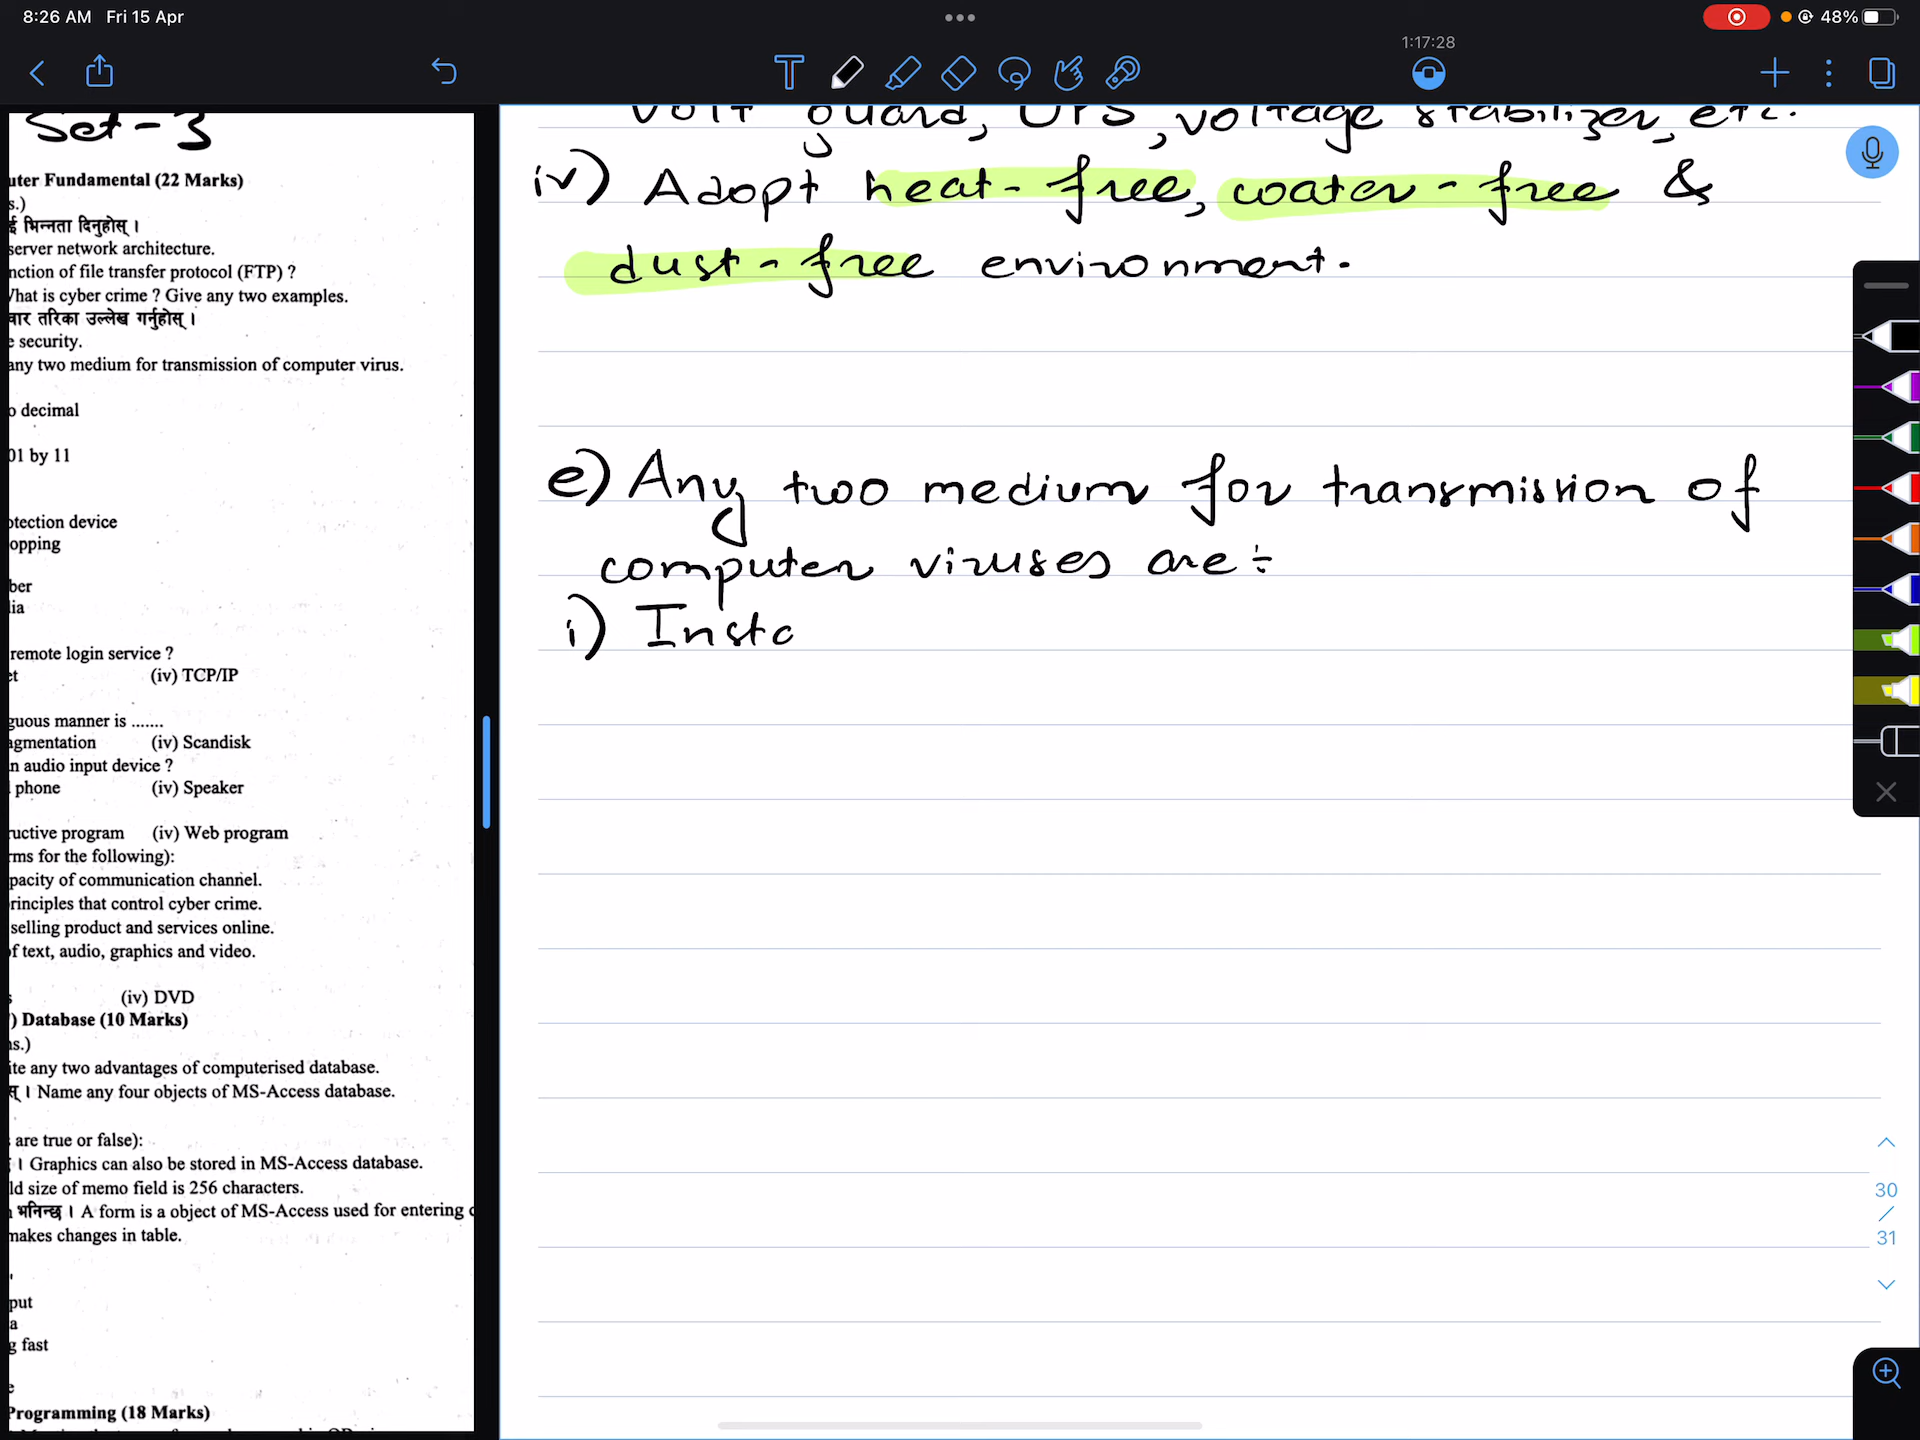 8:26 AM Fri 15 Apr
48%
1:17:28
Set-3
uter Fundamental (22 Marks)
s.)
ई भिन्नता दिनुहोस् ।
server network architecture.
nction of file transfer protocol (FTP) ?
What is cyber crime ? Give any two examples.
चार तरिका उल्लेख गर्नुहोस् ।
e security.
any two medium for transmission of computer virus.
o decimal
01 by 11
otection device
opping
ber
lia
remote login service ?
et (iv) TCP/IP
guous manner is .......
agmentation (iv) Scandisk
n audio input device ?
phone (iv) Speaker
ructive program (iv) Web program
rms for the following):
pacity of communication channel.
rinciples that control cyber crime.
selling product and services online.
of text, audio, graphics and video.
s (iv) DVD
) Database (10 Marks)
ns.)
ite any two advantages of computerised database.
। Name any four objects of MS-Access database.
are true or false):
। Graphics can also be stored in MS-Access database.
ld size of memo field is 256 characters.
भनिन्छ । A form is a object of MS-Access used for entering
makes changes in table.
put
a
g fast
e
Programming (18 Marks)
volt guard, UPS, voltage stabilizer, etc.
iv) Adopt heat-free, water-free &
dust-free environment.
e) Any two medium for transmission of
computer viruses are :-
i) Insta
30
/
31